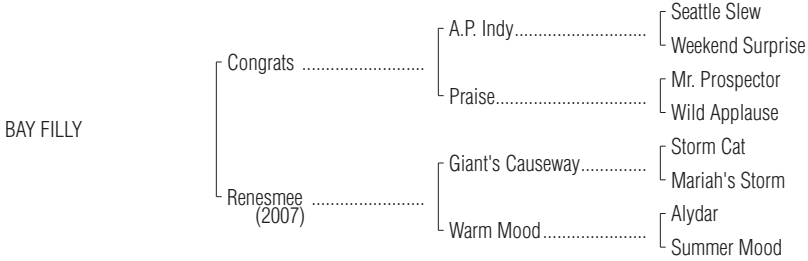 Seattle Slew
A.P. Indy..............................
Weekend Surprise
Congrats ............................
Mr. Prospector
Praise..................................
Wild Applause
BAY FILLY
Storm Cat
Giant's Causeway...............
Mariah's Storm
Renesmee ..........................
(2007)
Alydar
Warm Mood........................
Summer Mood